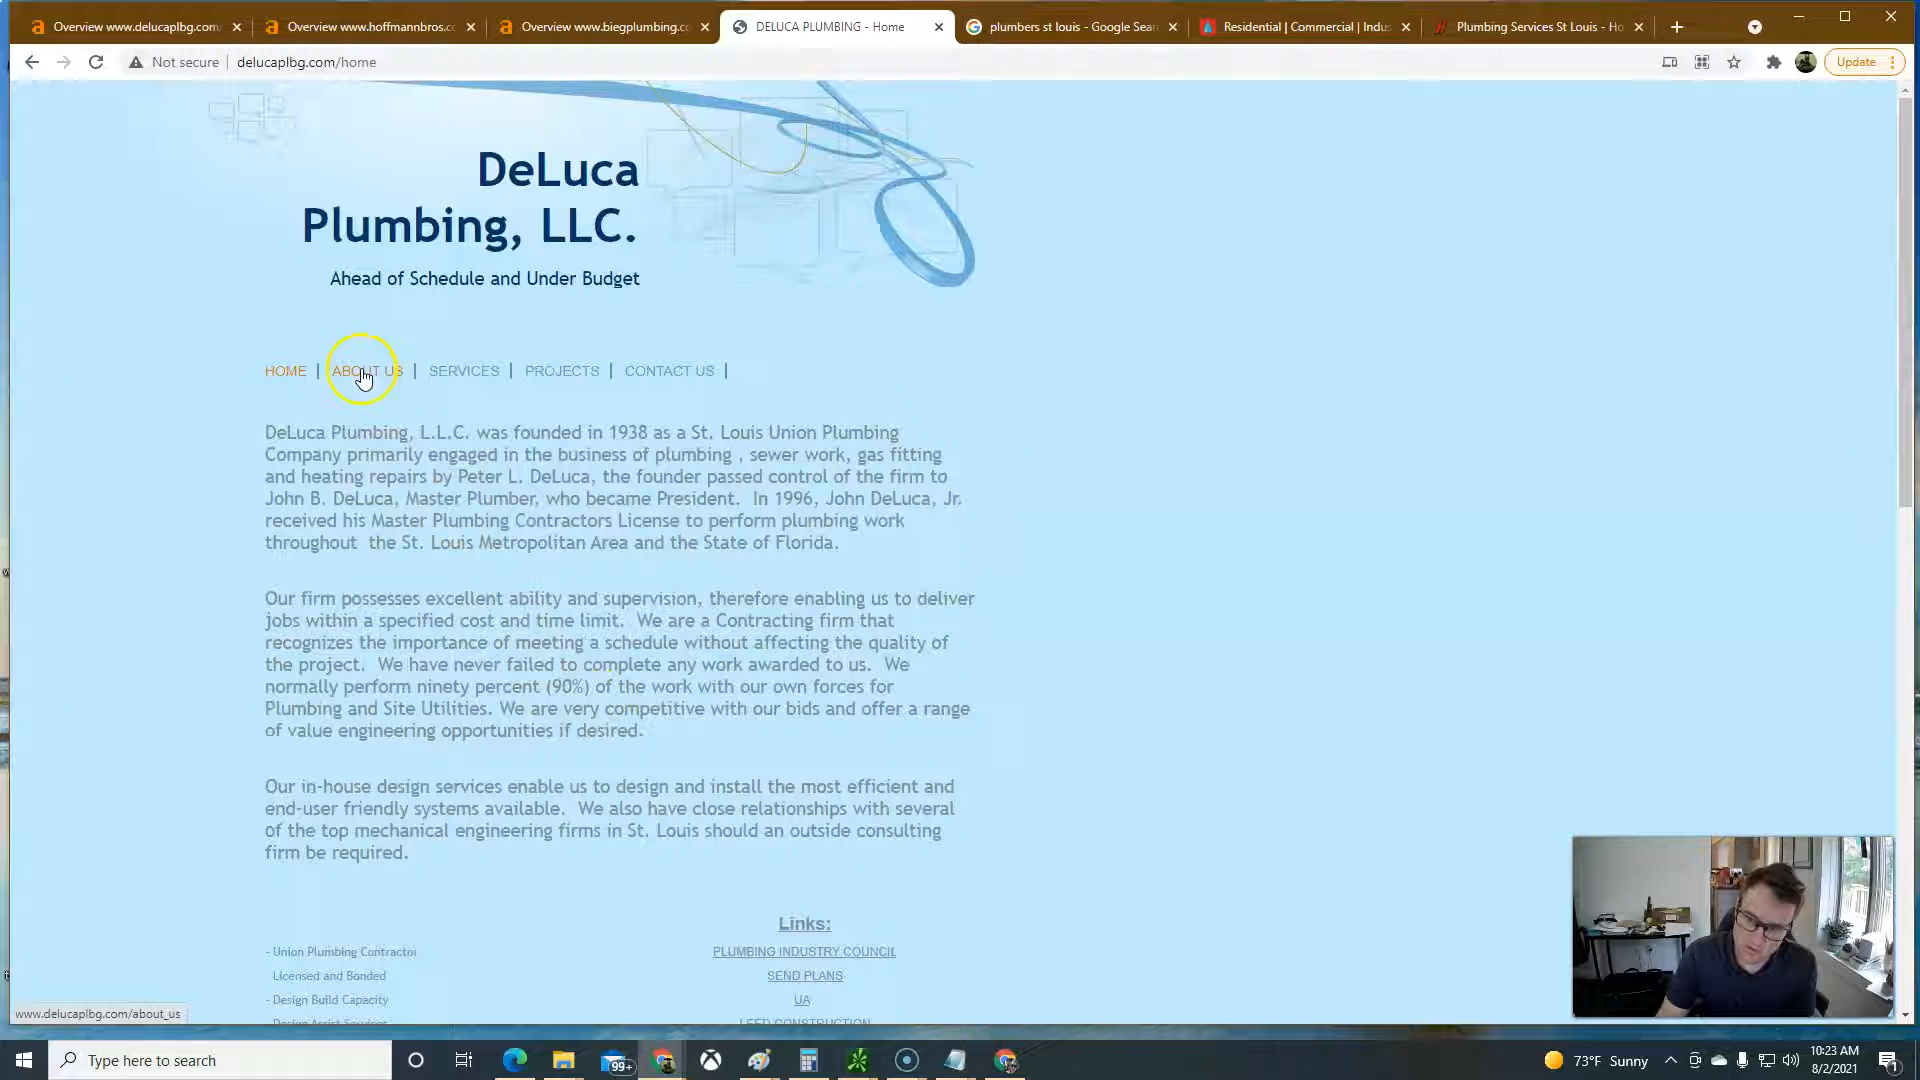 Overview www.delucaplbg.com
Overview www.hoffmannbros.c
Overview www.biegplumbing.co
DELUCA PLUMBING - Home
plumbers st louis - Google Sear
Residential | Commercial | Indus
Plumbing Services St Louis - Ho
Not secure
delucaplbg.com/home
Update
DeLuca
Plumbing, LLC.
Ahead of Schedule and Under Budget
HOME | ABOUT US | SERVICES | PROJECTS | CONTACT US |
DeLuca Plumbing, L.L.C. was founded in 1938 as a St. Louis Union Plumbing
Company primarily engaged in the business of plumbing , sewer work, gas fitting
and heating repairs by Peter L. DeLuca, the founder passed control of the firm to
John B. DeLuca, Master Plumber, who became President.  In 1996, John DeLuca, Jr.
received his Master Plumbing Contractors License to perform plumbing work
throughout  the St. Louis Metropolitan Area and the State of Florida.
Our firm possesses excellent ability and supervision, therefore enabling us to deliver
jobs within a specified cost and time limit.  We are a Contracting firm that
recognizes the importance of meeting a schedule without affecting the quality of
the project.  We have never failed to complete any work awarded to us.  We
normally perform ninety percent (90%) of the work with our own forces for
Plumbing and Site Utilities. We are very competitive with our bids and offer a range
of value engineering opportunities if desired.
Our in-house design services enable us to design and install the most efficient and
end-user friendly systems available.  We also have close relationships with several
of the top mechanical engineering firms in St. Louis should an outside consulting
firm be required.
Links:
- Union Plumbing Contractor
PLUMBING INDUSTRY COUNCIL
Licensed and Bonded
SEND PLANS
- Design Build Capacity
UA
- Design Assist Services
LEED CONSTRUCTION
www.delucaplbg.com/about_us
Type here to search
99+
73°F Sunny
10:23 AM
8/2/2021
1